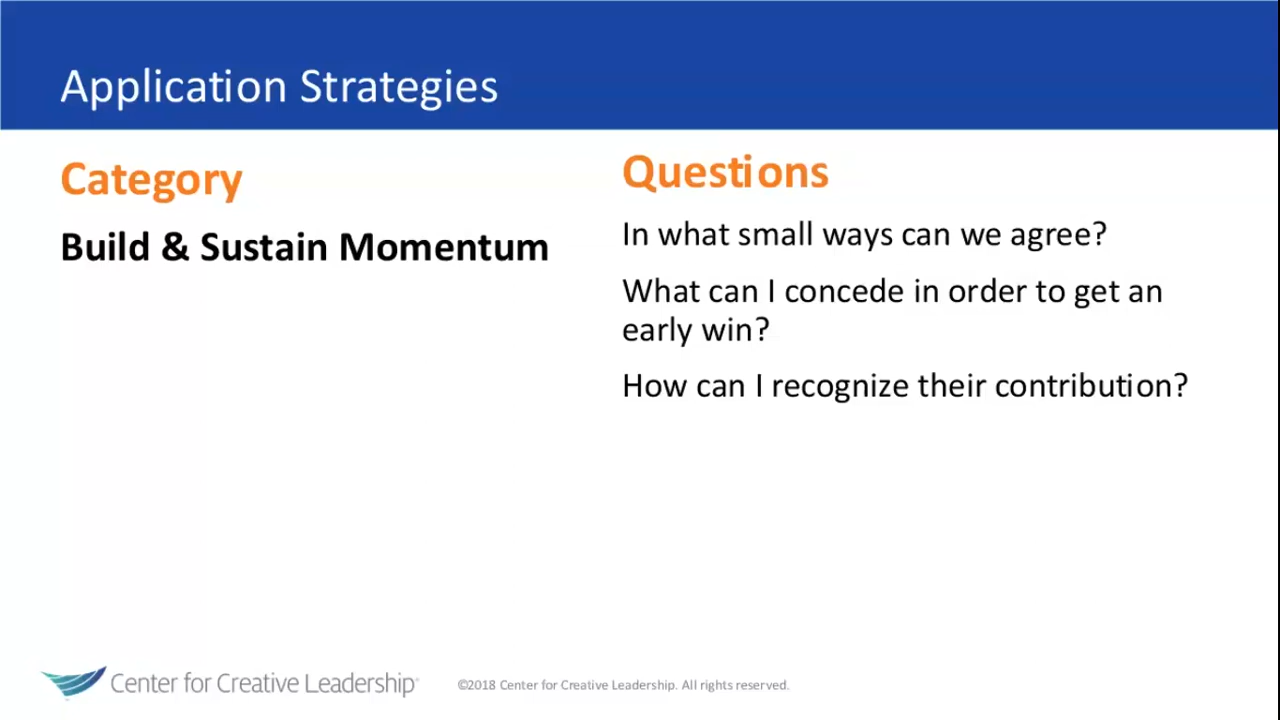 Application Strategies
Category
Build & Sustain Momentum
Questions
In what small ways can we agree?
What can I concede in order to get an
early win?
How can I recognize their contribution?
Center for Creative Leadership®
©2018 Center for Creative Leadership. All rights reserved.